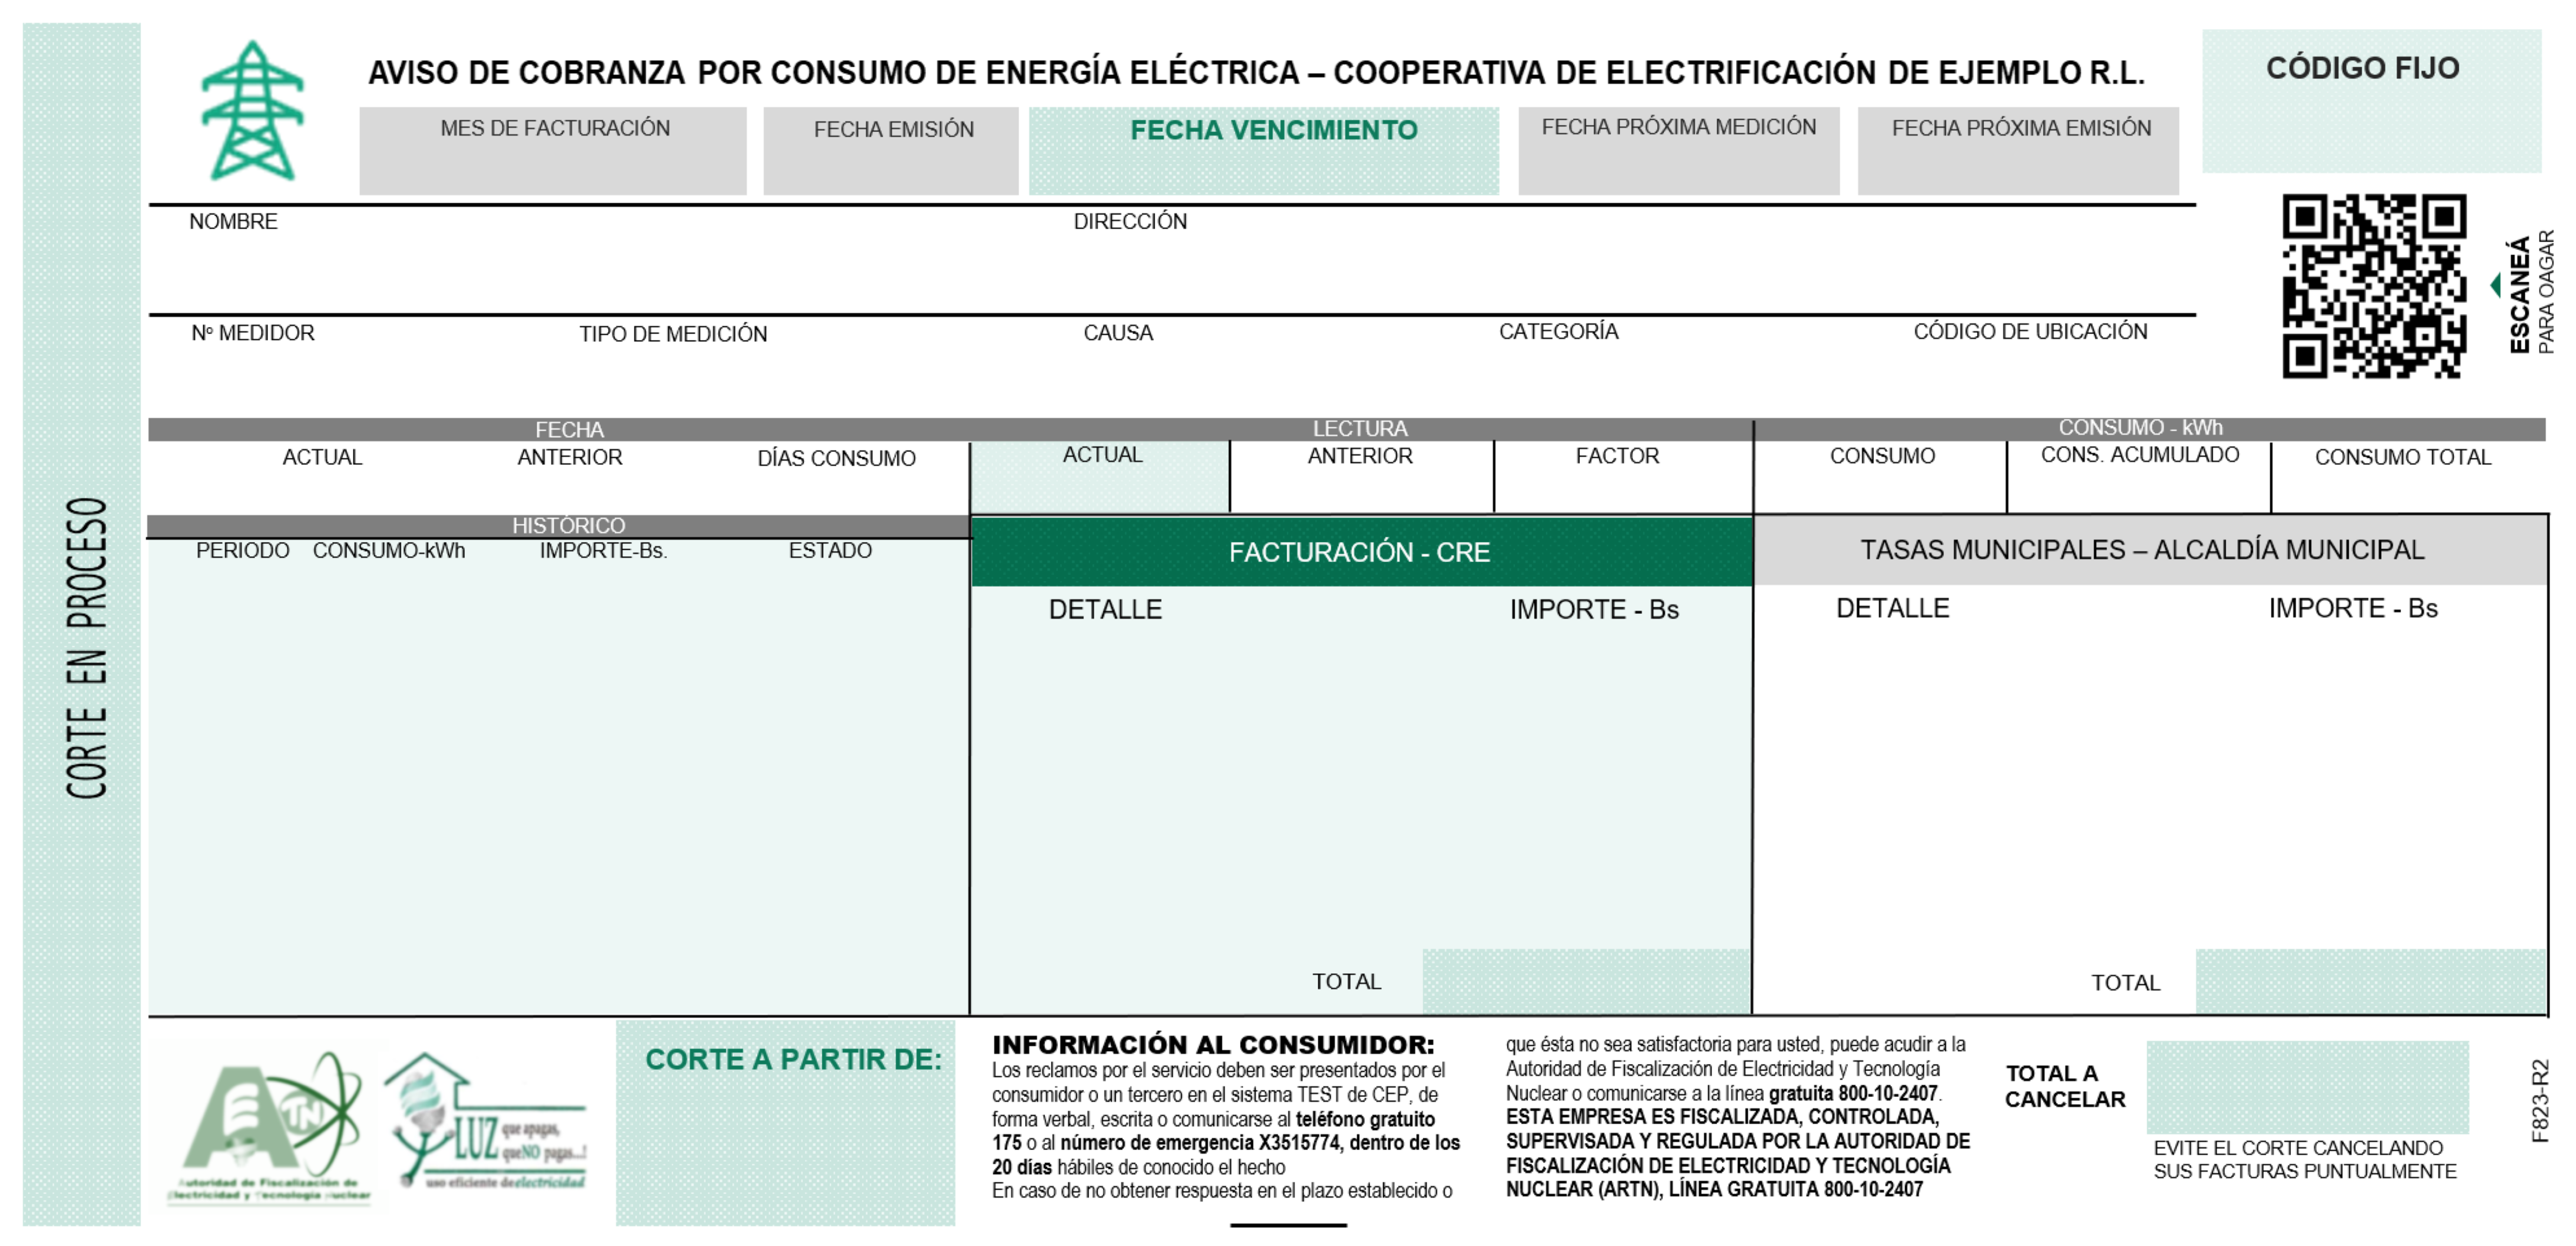 AVISO DE COBRANZA POR CONSUMO DE ENERGÍA ELÉCTRICA – COOPERATIVA DE ELECTRIFICACIÓN DE EJEMPLO R.L.
CÓDIGO FIJO
MES DE FACTURACIÓN
FECHA EMISIÓN
FECHA VENCIMIENTO
FECHA PRÓXIMA MEDICIÓN
FECHA PRÓXIMA EMISIÓN
NOMBRE
DIRECCIÓN
ESCANEÁ
PARA OAGAR
Nº MEDIDOR
TIPO DE MEDICIÓN
CAUSA
CATEGORÍA
CÓDIGO DE UBICACIÓN
FECHA
LECTURA
CONSUMO - kWh
ACTUAL
ANTERIOR
DÍAS CONSUMO
ACTUAL
ANTERIOR
FACTOR
CONSUMO
CONS. ACUMULADO
CONSUMO TOTAL
CORTE EN PROCESO
HISTÓRICO
PERIODO
CONSUMO-kWh
IMPORTE-Bs.
ESTADO
FACTURACIÓN - CRE
DETALLE
IMPORTE - Bs
TOTAL
TASAS MUNICIPALES – ALCALDÍA MUNICIPAL
DETALLE
IMPORTE - Bs
TOTAL
AETN
Autoridad de Fiscalización de
Electricidad y Tecnología Nuclear
LUZ que apagas,
que NO pagas...!
uso eficiente de electricidad
CORTE A PARTIR DE:
INFORMACIÓN AL CONSUMIDOR:
Los reclamos por el servicio deben ser presentados por el
consumidor o un tercero en el sistema TEST de CEP, de
forma verbal, escrita o comunicarse al teléfono gratuito
175 o al número de emergencia X3515774, dentro de los
20 días hábiles de conocido el hecho
En caso de no obtener respuesta en el plazo establecido o
que ésta no sea satisfactoria para usted, puede acudir a la
Autoridad de Fiscalización de Electricidad y Tecnología
Nuclear o comunicarse a la línea gratuita 800-10-2407.
ESTA EMPRESA ES FISCALIZADA, CONTROLADA,
SUPERVISADA Y REGULADA POR LA AUTORIDAD DE
FISCALIZACIÓN DE ELECTRICIDAD Y TECNOLOGÍA
NUCLEAR (ARTN), LÍNEA GRATUITA 800-10-2407
TOTAL A
CANCELAR
EVITE EL CORTE CANCELANDO
SUS FACTURAS PUNTUALMENTE
F823-R2